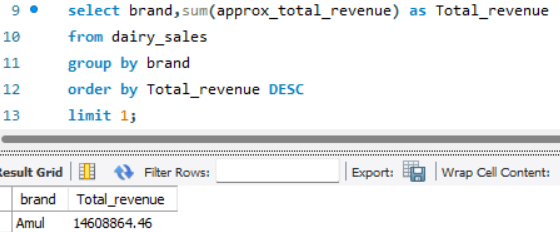 9 select brand,sum(approx_total_revenue) as Total_revenue
10 from dairy_sales
11 group by brand
12 order by Total_revenue DESC
13 limit 1;
Result Grid Filter Rows: Export: Wrap Cell Content:
brand Total_revenue
Amul 14608864.46